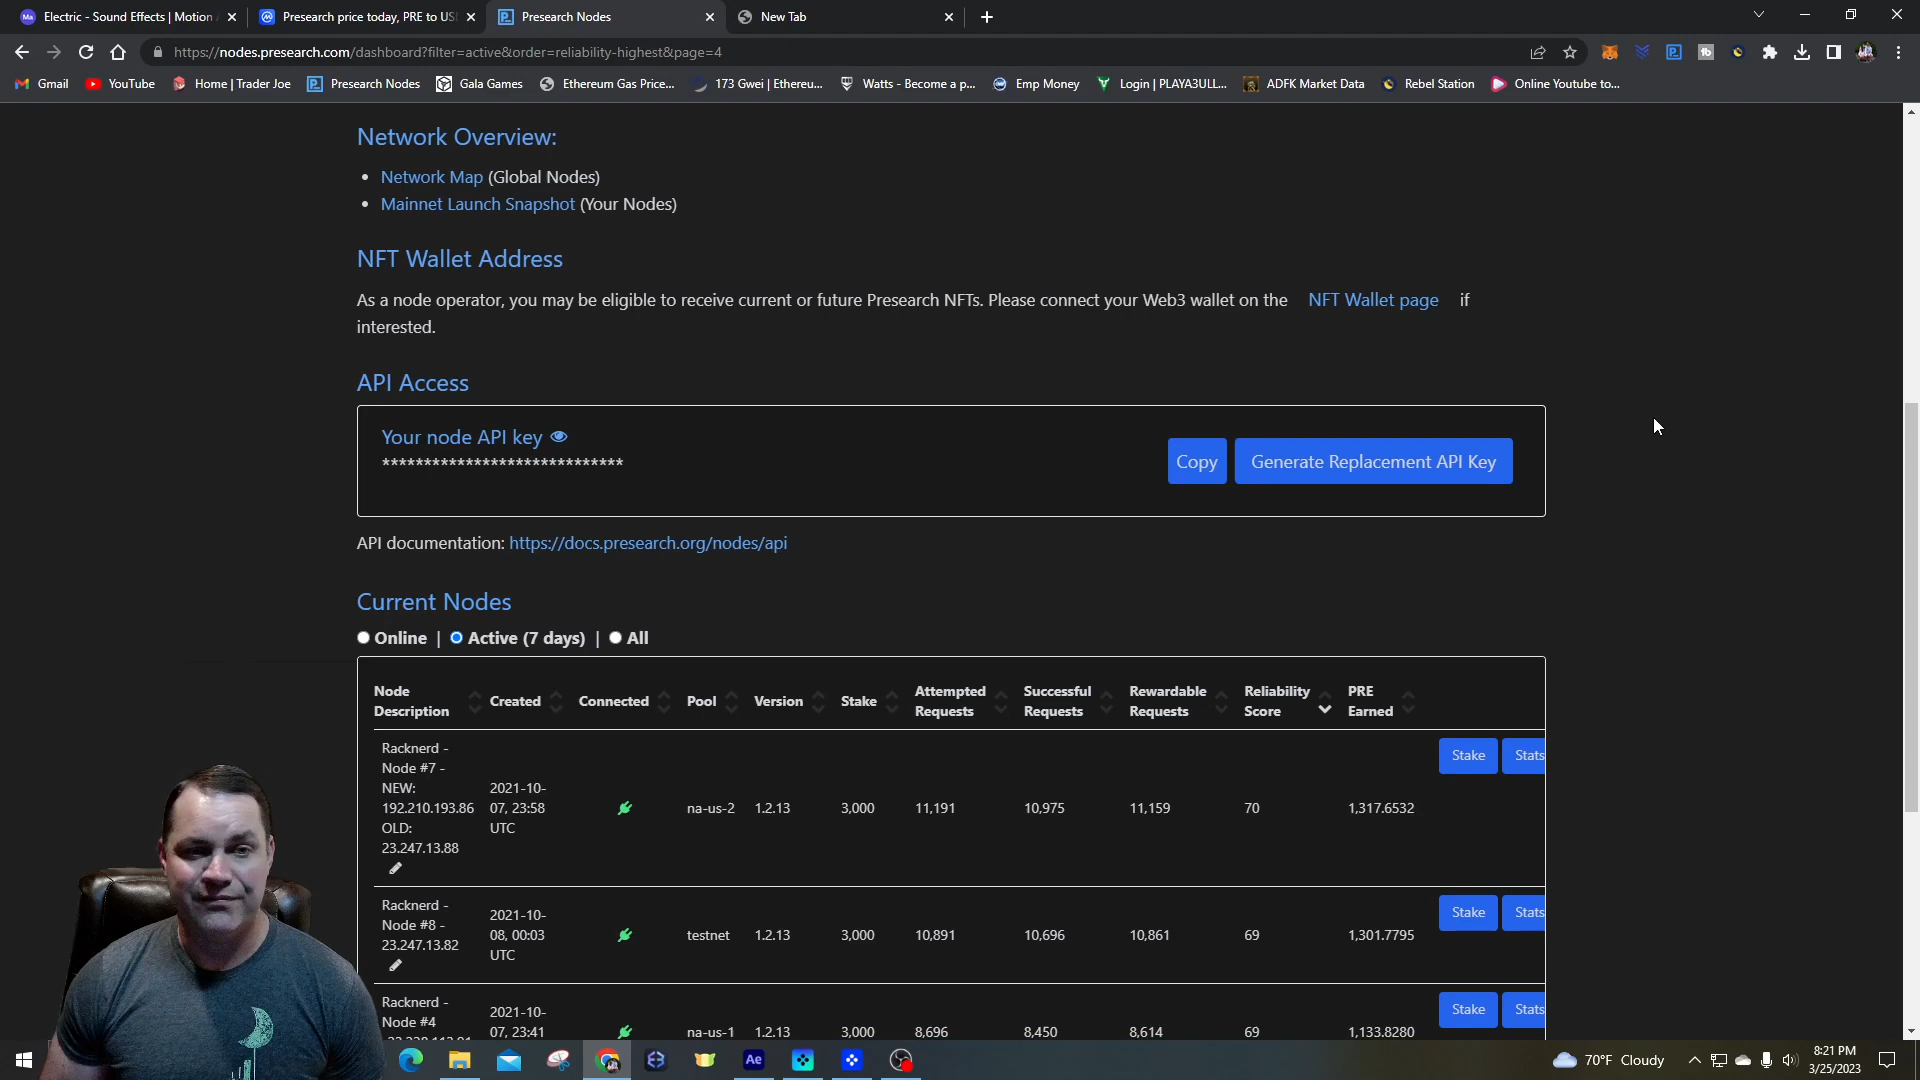 Electric - Sound Effects | Motion
Presearch price today, PRE to US
Presearch Nodes
New Tab
https://nodes.presearch.com/dashboard?filter=active&order=reliability-highest&page=4
Gmail
YouTube
Home | Trader Joe
Presearch Nodes
Gala Games
Ethereum Gas Price...
173 Gwei | Ethereu...
Watts - Become a p...
Emp Money
Login | PLAYA3ULL...
ADFK Market Data
Rebel Station
Online Youtube to...
Network Overview:
• Network Map (Global Nodes)
• Mainnet Launch Snapshot (Your Nodes)
NFT Wallet Address
As a node operator, you may be eligible to receive current or future Presearch NFTs. Please connect your Web3 wallet on the NFT Wallet page if
interested.
API Access
Your node API key
*****************************
Copy
Generate Replacement API Key
API documentation: https://docs.presearch.org/nodes/api
Current Nodes
Online | Active (7 days) | All
Node Description
Created
Connected
Pool
Version
Stake
Attempted Requests
Successful Requests
Rewardable Requests
Reliability Score
PRE Earned
Racknerd -
Node #7 -
NEW:
192.210.193.86
OLD:
23.247.13.88
2021-10-
07, 23:58
UTC
na-us-2
1.2.13
3,000
11,191
10,975
11,159
70
1,317.6532
Stake
Stats
Racknerd -
Node #8 -
23.247.13.82
2021-10-
08, 00:03
UTC
testnet
1.2.13
3,000
10,891
10,696
10,861
69
1,301.7795
Stake
Stats
Racknerd -
Node #4
2021-10-
07, 23:41
na-us-1
1.2.13
3,000
8,696
8,450
8,614
69
1,133.8280
Stake
Stats
Ae
70°F Cloudy
8:21 PM
3/25/2023